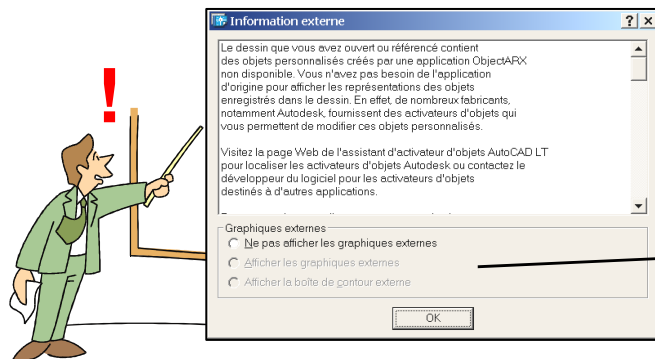 Information externe
!
Le dessin que vous avez ouvert ou référencé contient
des objets personnalisés créés par une application ObjectARX
non disponible. Vous n'avez pas besoin de l'application
d'origine pour afficher les représentations des objets
enregistrés dans le dessin. En effet, de nombreux fabricants,
notamment Autodesk, fournissent des activateurs d'objets qui
vous permettent de modifier ces objets personnalisés.
Visitez la page Web de l'assistant d'activateur d'objets AutoCAD LT
pour localiser les activateurs d'objets Autodesk ou contactez le
développeur du logiciel pour les activateurs d'objets
destinés à d'autres applications.
Graphiques externes
Ne pas afficher les graphiques externes
Afficher les graphiques externes
Afficher la boîte de contour externe
OK